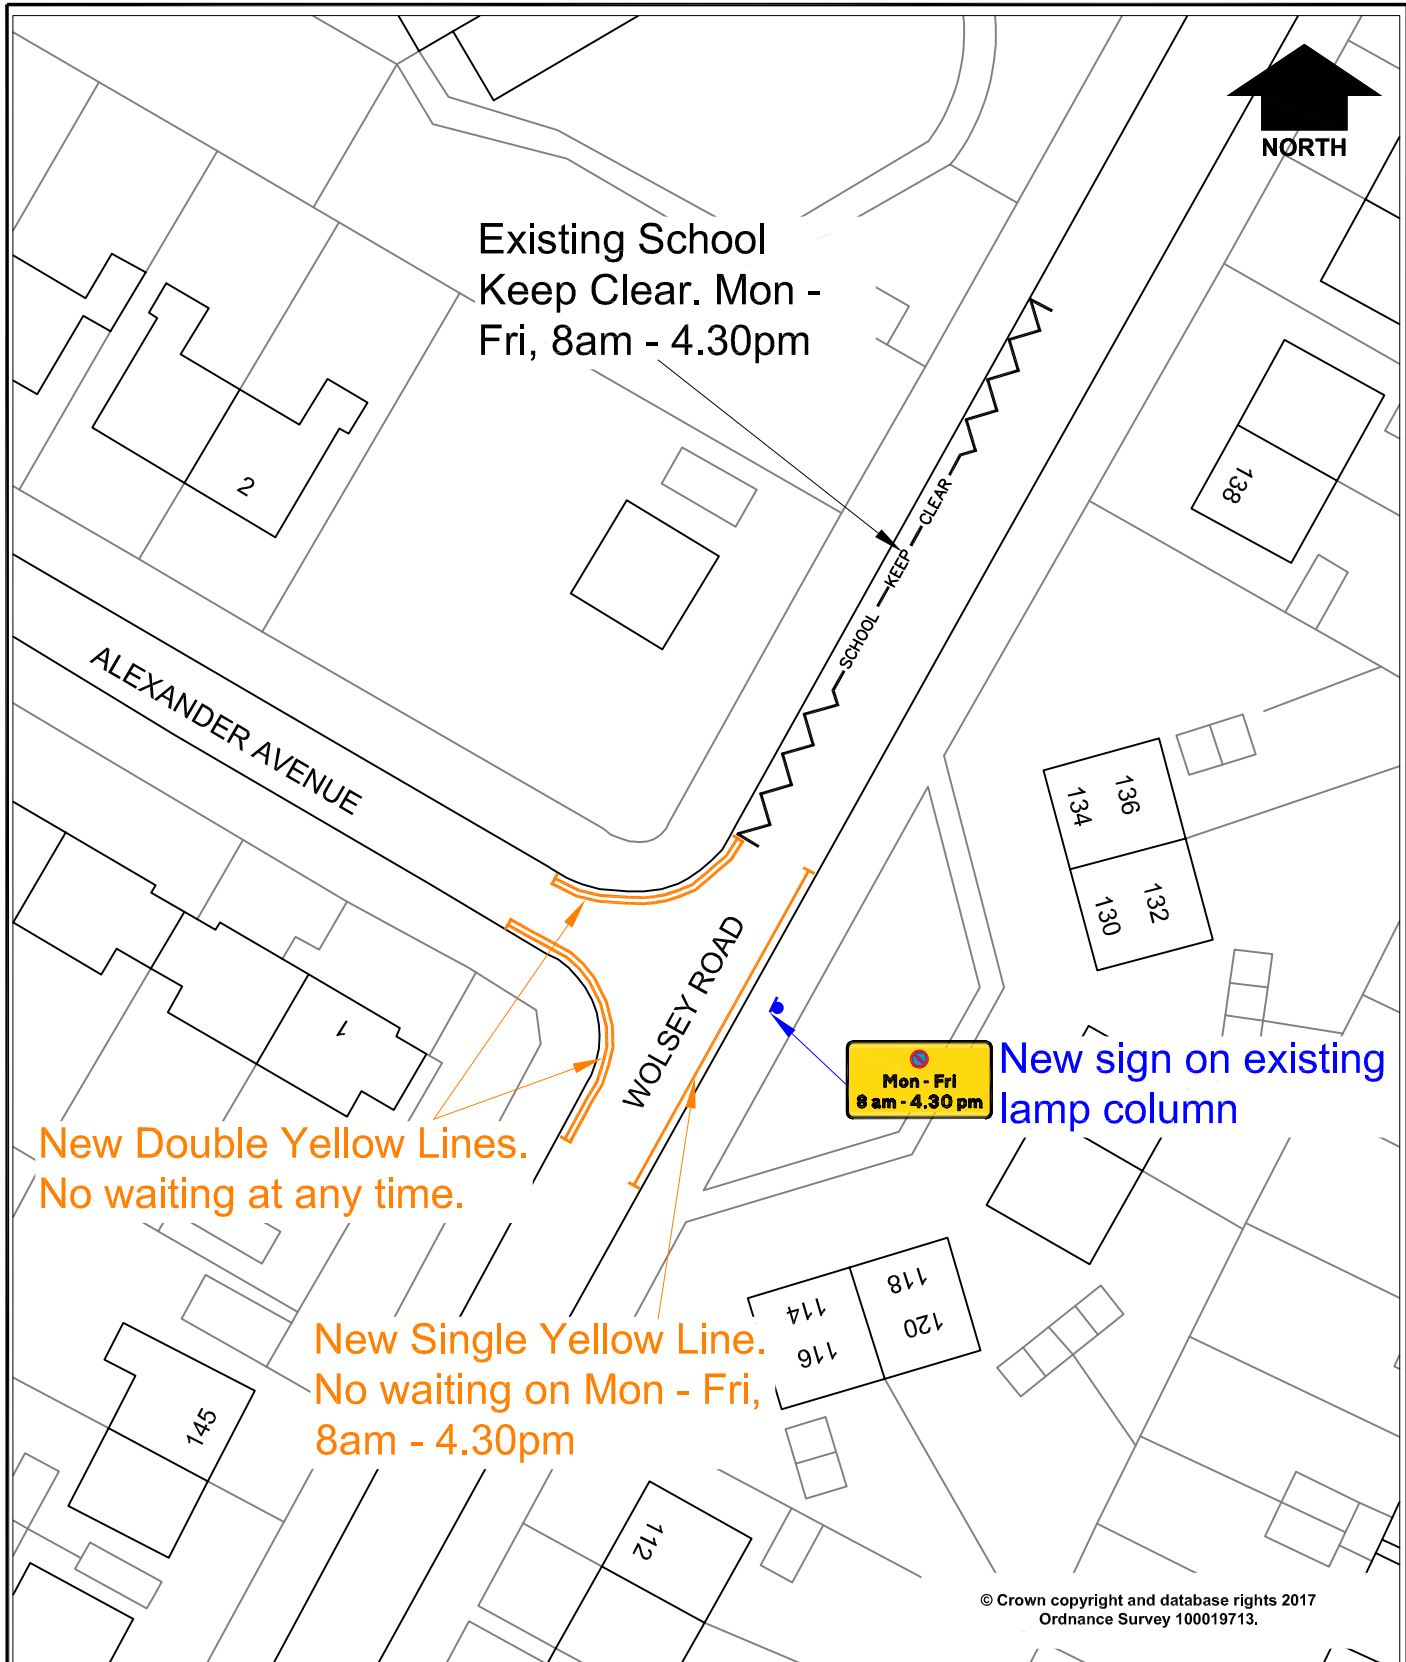 NORTH
Existing School
Keep Clear. Mon -
Fri, 8am - 4.30pm
138
2
SCHOOL KEEP CLEAR
ALEXANDER AVENUE
134
136
130
132
WOLSEY ROAD
1
Mon - Fri
8 am - 4.30 pm
New sign on existing
lamp column
New Double Yellow Lines.
No waiting at any time.
114
118
116
120
New Single Yellow Line.
No waiting on Mon - Fri,
8am - 4.30pm
145
112
© Crown copyright and database rights 2017
Ordnance Survey 100019713.